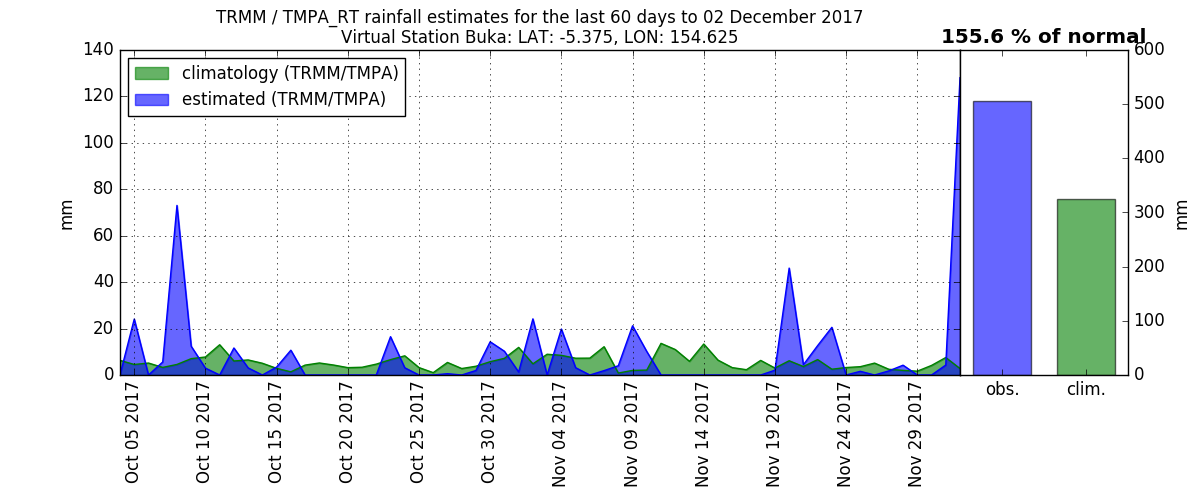 TRMM / TMPA_RT rainfall estimates for the last 60 days to 02 December 2017
Virtual Station Buka: LAT: -5.375, LON: 154.625
155.6 % of normal
climatology (TRMM/TMPA)
estimated (TRMM/TMPA)
mm
140
120
100
80
60
40
20
0
Oct 05 2017
Oct 10 2017
Oct 15 2017
Oct 20 2017
Oct 25 2017
Oct 30 2017
Nov 04 2017
Nov 09 2017
Nov 14 2017
Nov 19 2017
Nov 24 2017
Nov 29 2017
obs.
clim.
600
500
400
300
200
100
0
mm